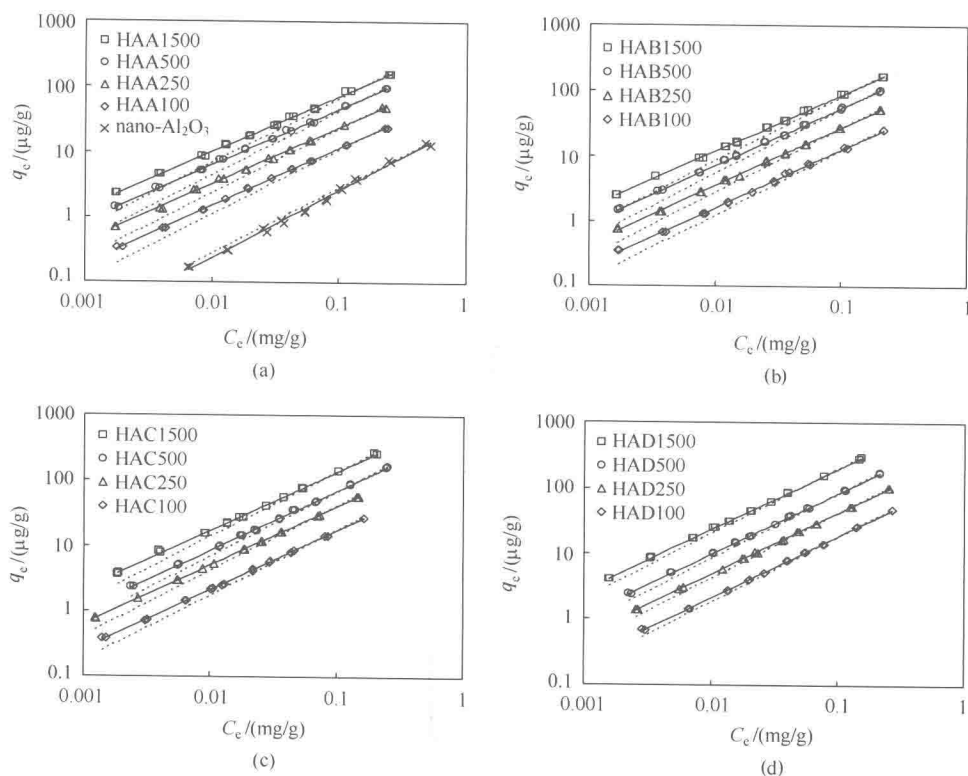 1000
100
10
1
0.1
qe/(μg/g)
HAA1500
HAA500
HAA250
HAA100
nano-Al₂O₃
0.001 0.01 0.1 1
Ce/(mg/g)
(a)
1000
100
10
1
0.1
qe/(μg/g)
HAB1500
HAB500
HAB250
HAB100
0.001 0.01 0.1 1
Ce/(mg/g)
(b)
1000
100
10
1
0.1
qe/(μg/g)
HAC1500
HAC500
HAC250
HAC100
0.001 0.01 0.1 1
Ce/(mg/g)
(c)
1000
100
10
1
0.1
qe/(μg/g)
HAD1500
HAD500
HAD250
HAD100
0.001 0.01 0.1 1
Ce/(mg/g)
(d)